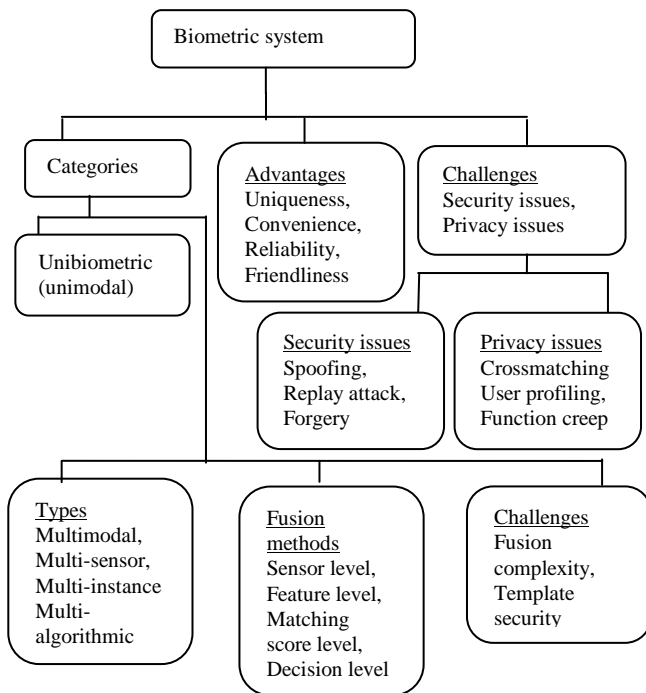 Biometric system
Categories
Advantages
Uniqueness,
Convenience,
Reliability,
Friendliness
Challenges
Security issues,
Privacy issues
Unibiometric
(unimodal)
Security issues
Spoofing,
Replay attack,
Forgery
Privacy issues
Crossmatching
User profiling,
Function creep
Types
Multimodal,
Multi-sensor,
Multi-instance
Multi-
algorithmic
Fusion
methods
Sensor level,
Feature level,
Matching
score level,
Decision level
Challenges
Fusion
complexity,
Template
security